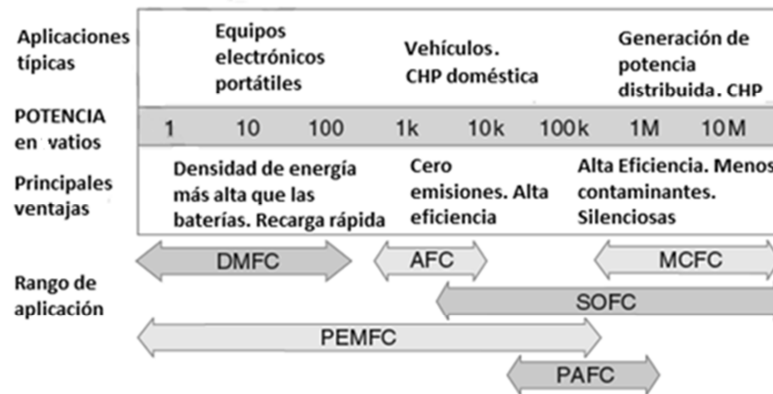 Aplicaciones
típicas
Equipos
electrónicos
portátiles
Vehículos.
CHP doméstica
Generación de
potencia
distribuida. CHP
POTENCIA
en vatios
1 10 100 1k 10k 100k 1M 10M
Principales
ventajas
Densidad de energía
más alta que las
baterías. Recarga rápida
Cero
emisiones. Alta
eficiencia
Alta Eficiencia. Menos
contaminantes.
Silenciosas
Rango de
aplicación
DMFC AFC MCFC
SOFC
PEMFC
PAFC